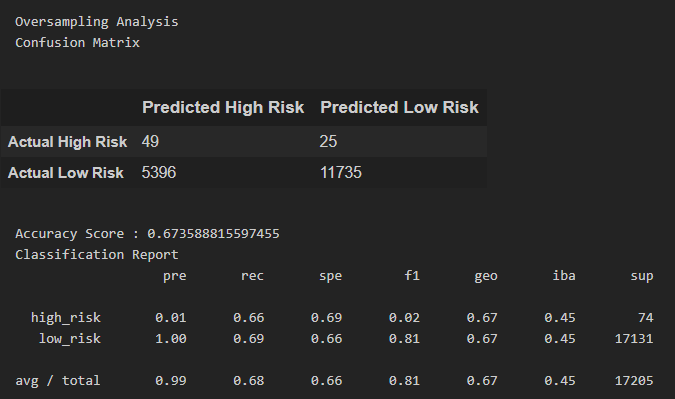 Oversampling Analysis
Confusion Matrix
Predicted High Risk Predicted Low Risk
Actual High Risk 49 25
Actual Low Risk 5396 11735
Accuracy Score : 0.673588815597455
Classification Report
pre rec spe f1 geo iba sup
high_risk 0.01 0.66 0.69 0.02 0.67 0.45 74
low_risk 1.00 0.69 0.66 0.81 0.67 0.45 17131
avg / total 0.99 0.68 0.66 0.81 0.67 0.45 17205